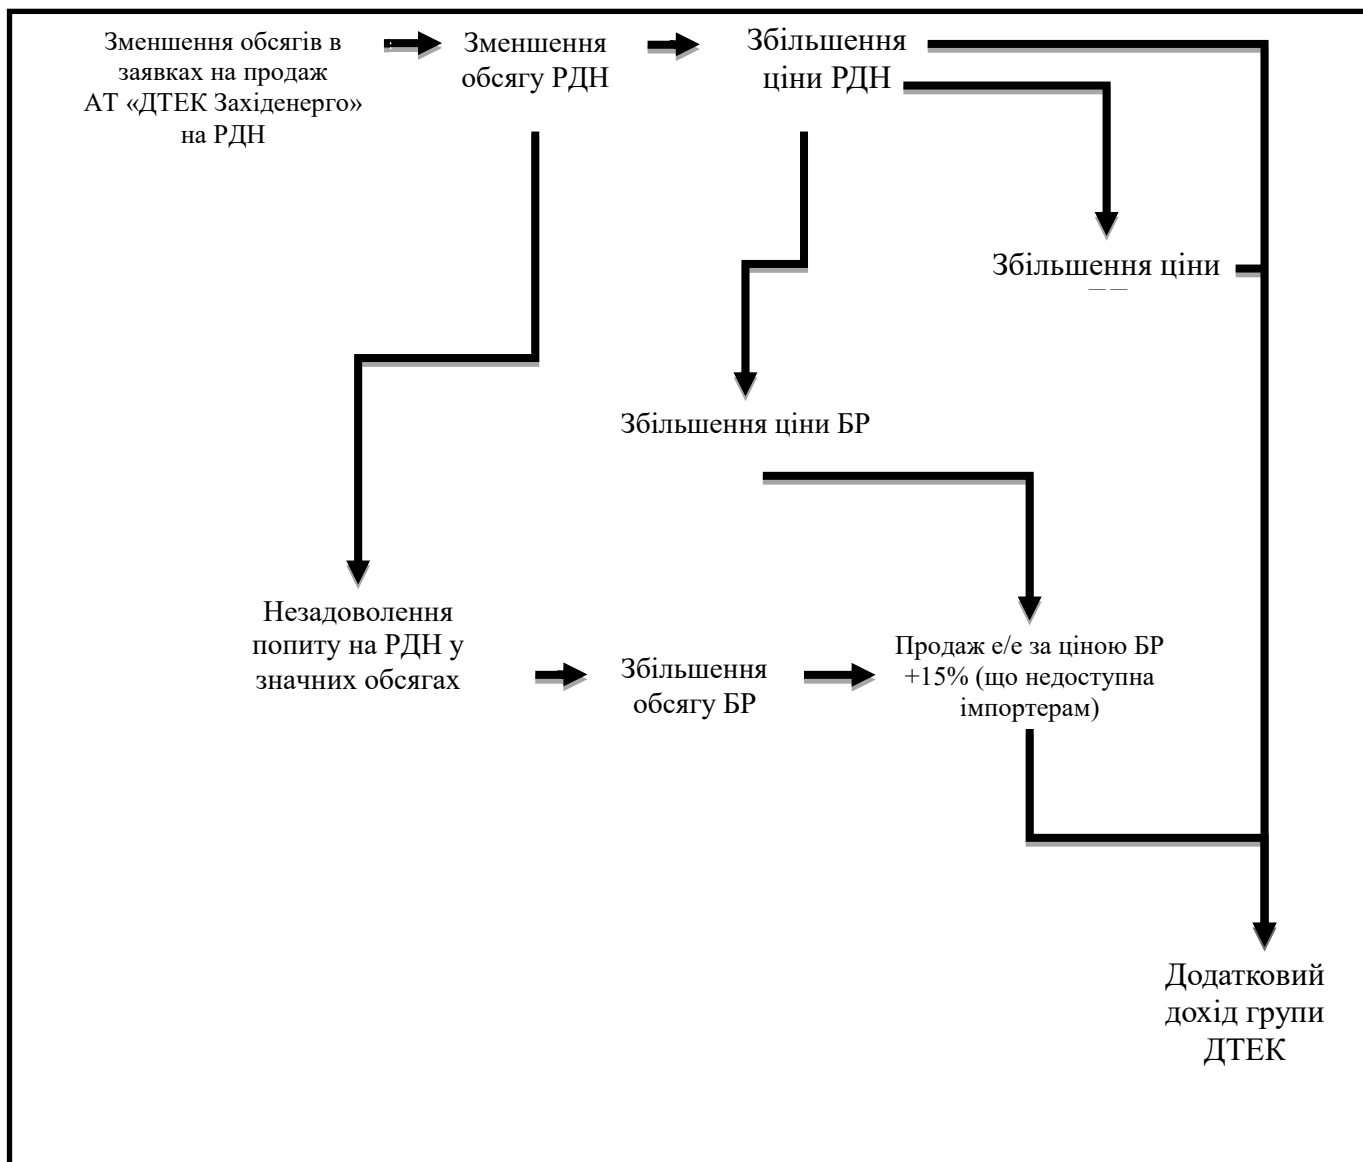 Зменшення обсягів в
заявках на продаж
АТ «ДТЕК Західенерго»
на РДН
Зменшення
обсягу РДН
Збільшення
ціни РДН
Збільшення ціни
Збільшення ціни БР
Незадоволення
попиту на РДН у
значних обсягах
Збільшення
обсягу БР
Продаж е/е за ціною БР
+15% (що недоступна
імпортерам)
Додатковий
дохід групи
ДТЕК